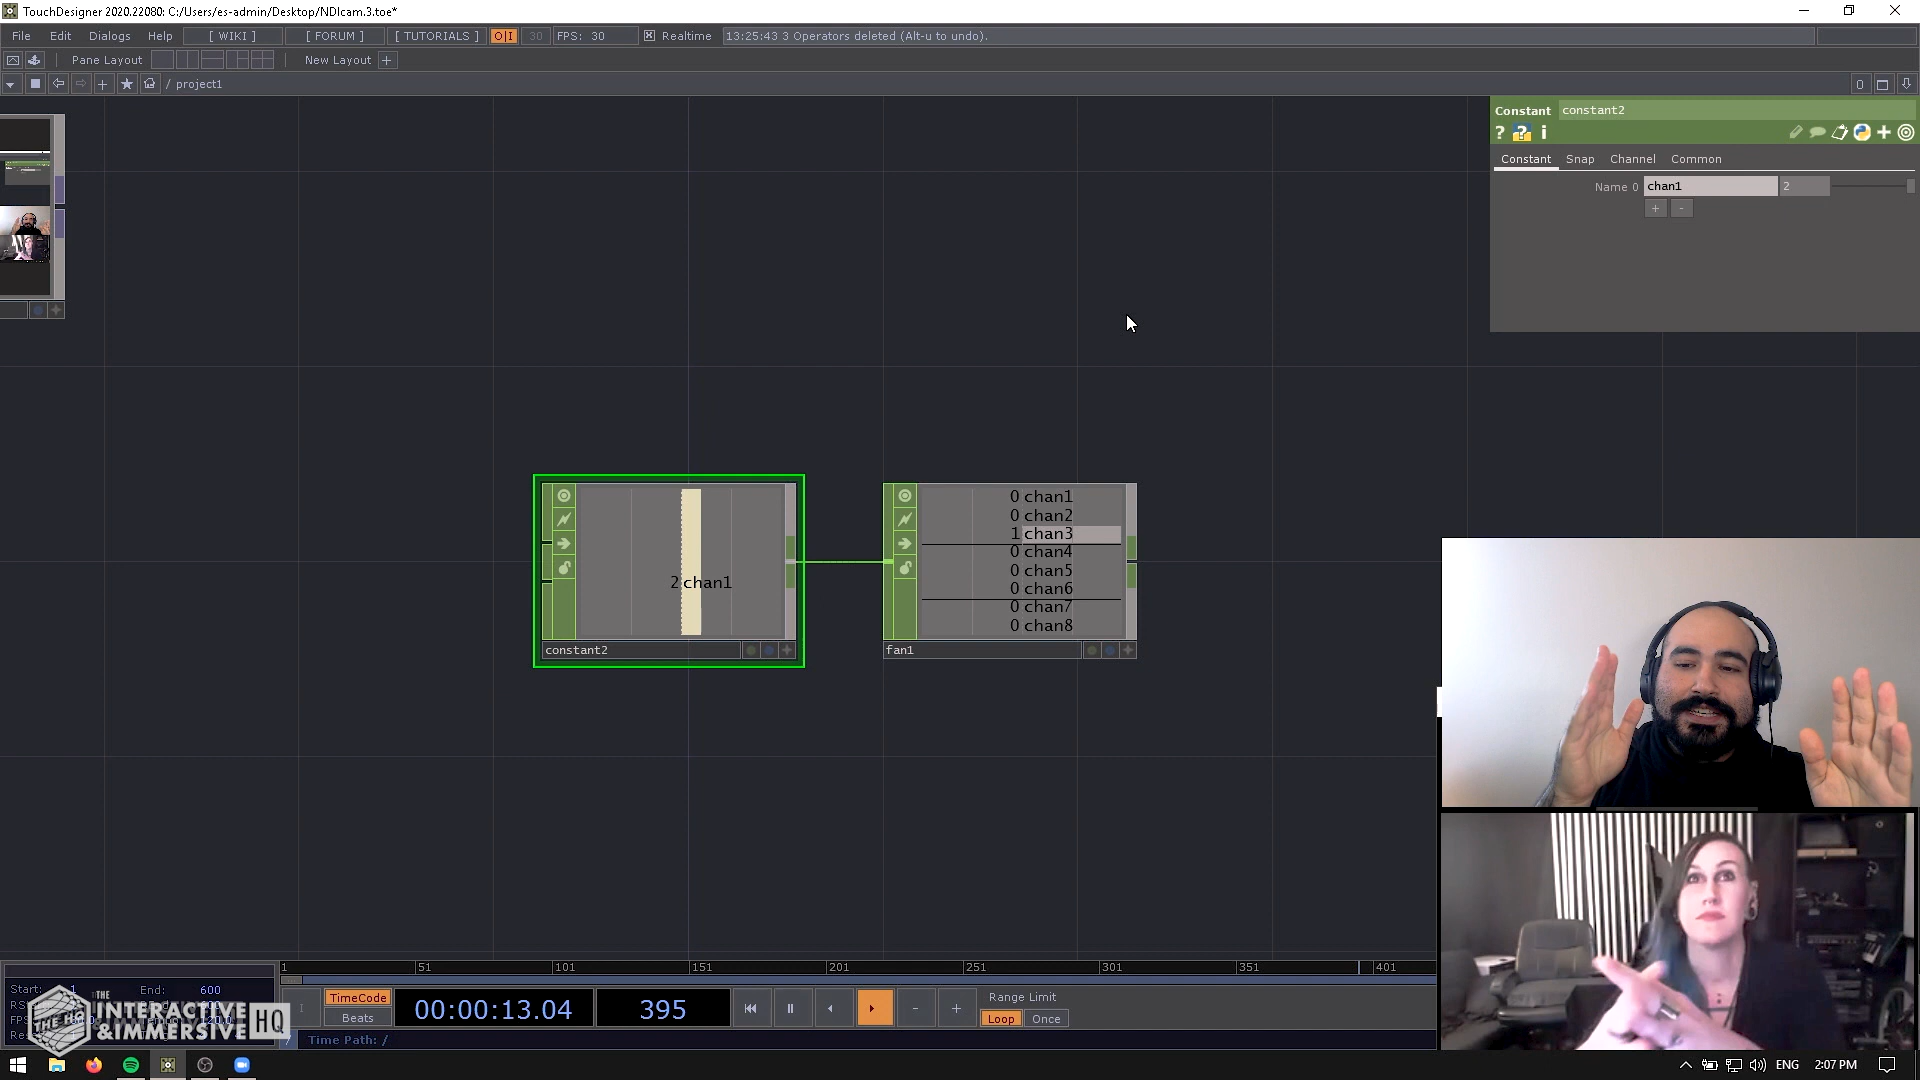 TouchDesigner 2020.22080: C:/Users/es-admin/Desktop/NDIcam.3.toe*
File Edit Dialogs Help [ WIKI ] [ FORUM ] [ TUTORIALS ] O|I 30 FPS: 30 Realtime 13:25:43 3 Operators deleted (Alt-u to undo).
Pane Layout New Layout +
/ project1 0
Constant constant2
? ? i
Constant Snap Channel Common
Name 0 chan1 2
+ -
2 chan1
constant2
0 chan1
0 chan2
1 chan3
0 chan4
0 chan5
0 chan6
0 chan7
0 chan8
fan1
1 51 101 151 201 251 301 351 401
Start: 1 End: 600
TimeCode
Beats
00:00:13.04
395
- +
Range Limit
Loop Once
Time Path: /
THE HQ
THE
INTERACTIVE
&IMMERSIVE HQ
ENG 2:07 PM